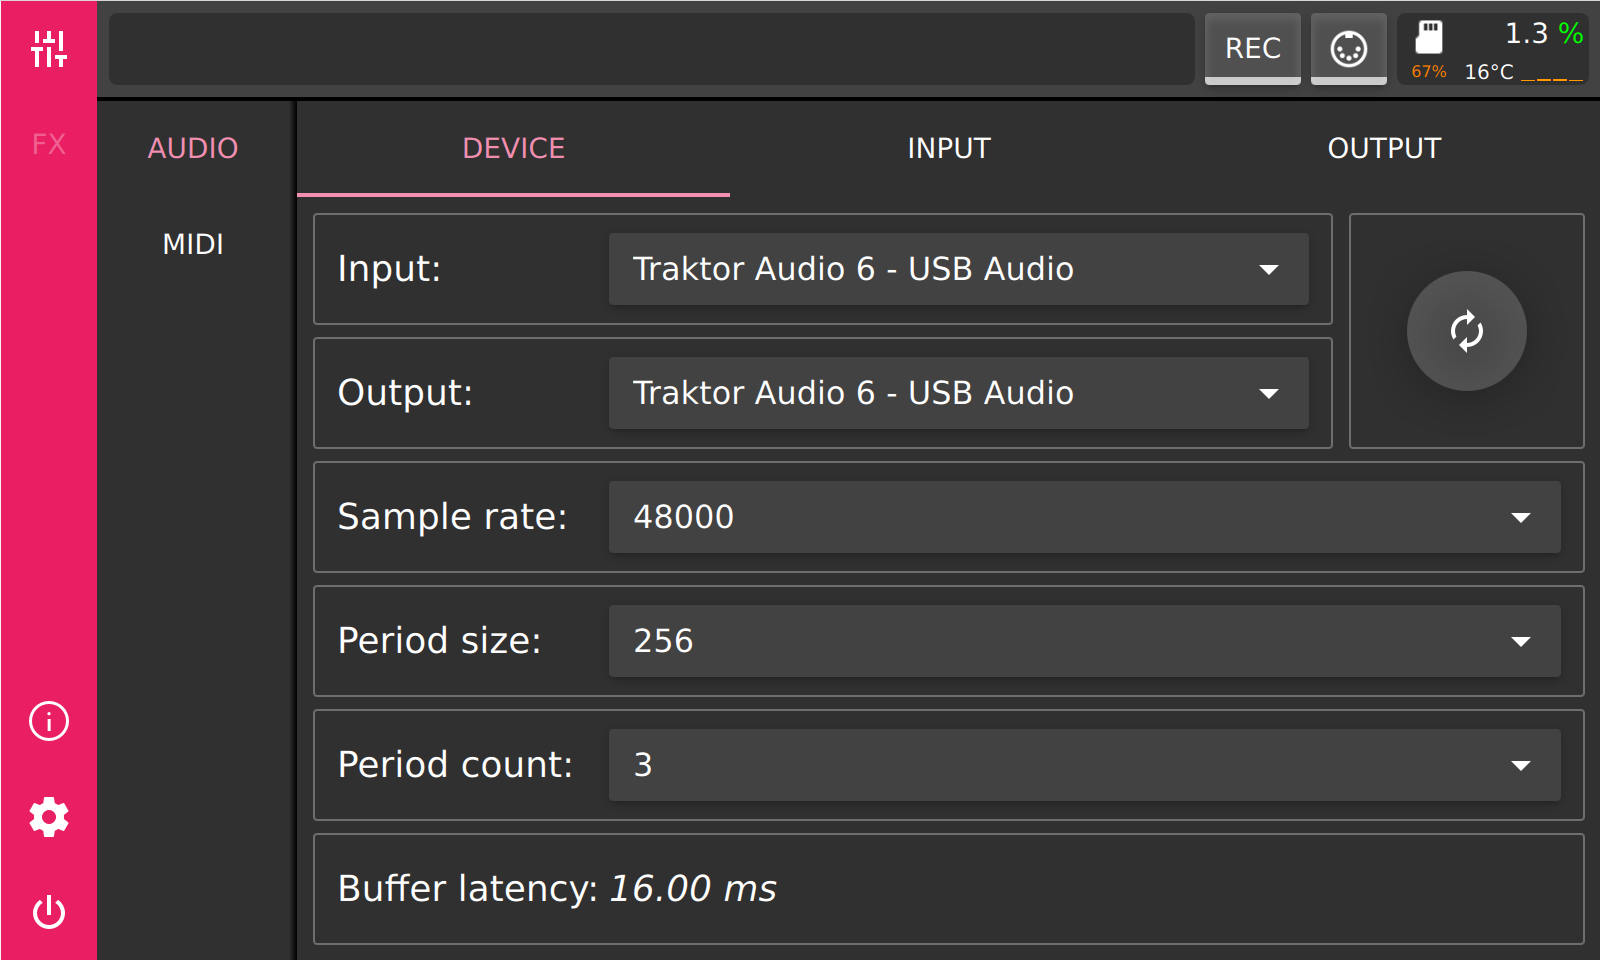 REC
1.3 %
67% 16°C
FX
AUDIO
MIDI
DEVICE INPUT OUTPUT
Input: Traktor Audio 6 - USB Audio
Output: Traktor Audio 6 - USB Audio
Sample rate: 48000
Period size: 256
Period count: 3
Buffer latency: 16.00 ms